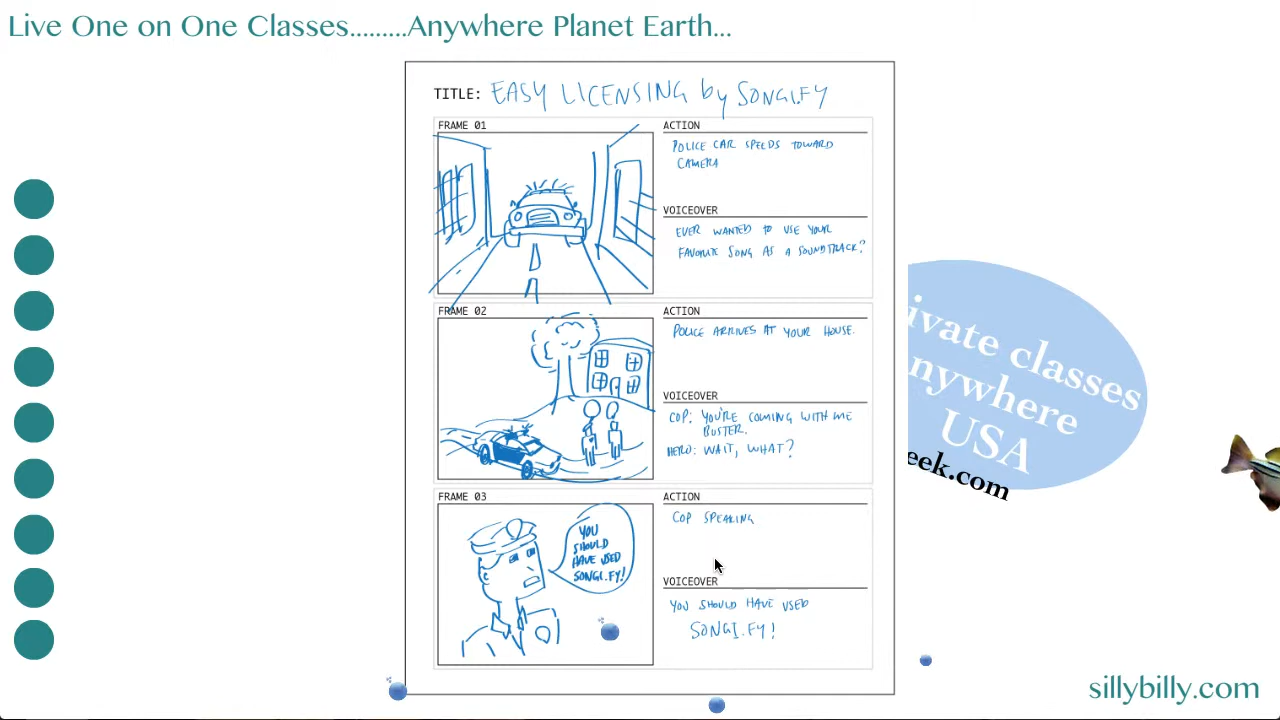 Live One on One Classes.........Anywhere Planet Earth...
TITLE: EASY LICENSING by SONGI.FY
FRAME 01
ACTION
POLICE CAR SPEEDS TOWARD
CAMERA
VOICEOVER
EVER WANTED TO USE YOUR
FAVORITE SONG AS A SOUNDTRACK?
FRAME 02
ACTION
POLICE ARRIVES AT YOUR HOUSE.
VOICEOVER
COP: YOU'RE COMING WITH ME
BUSTER.
HERO: WAIT, WHAT?
FRAME 03
YOU
SHOULD
HAVE USED
SONGI.FY!
ACTION
COP SPEAKING
VOICEOVER
YOU SHOULD HAVE USED
SONGI.FY!
ivate classes
nywhere
USA
eek.com
sillybilly.com